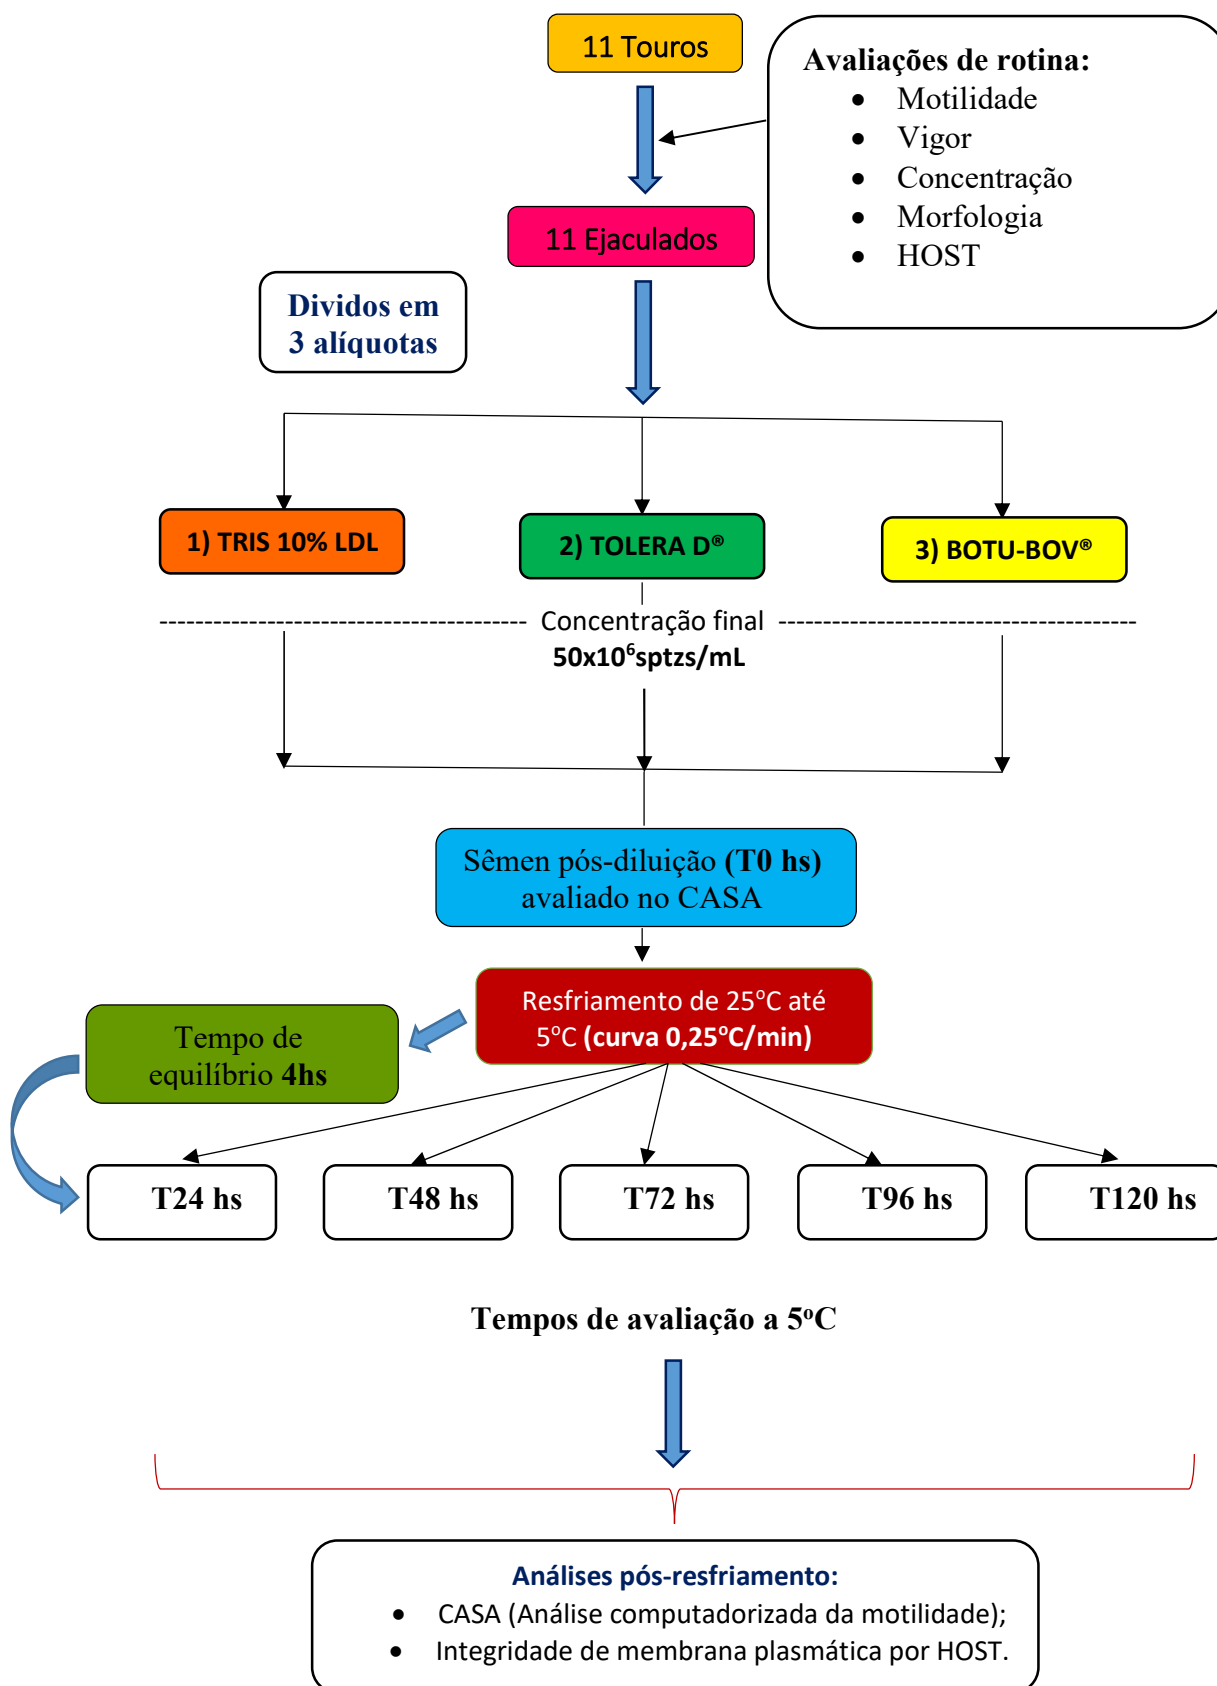 11 Touros
Avaliações de rotina:
• Motilidade
• Vigor
• Concentração
• Morfologia
• HOST
11 Ejaculados
Dividos em
3 alíquotas
1) TRIS 10% LDL
2) TOLERA D®
3) BOTU-BOV®
Concentração final
50x10⁶sptzs/mL
Sêmen pós-diluição (T0 hs)
avaliado no CASA
Resfriamento de 25ºC até
5ºC (curva 0,25ºC/min)
Tempo de
equilíbrio 4hs
T24 hs
T48 hs
T72 hs
T96 hs
T120 hs
Tempos de avaliação a 5ºC
Análises pós-resfriamento:
• CASA (Análise computadorizada da motilidade);
• Integridade de membrana plasmática por HOST.